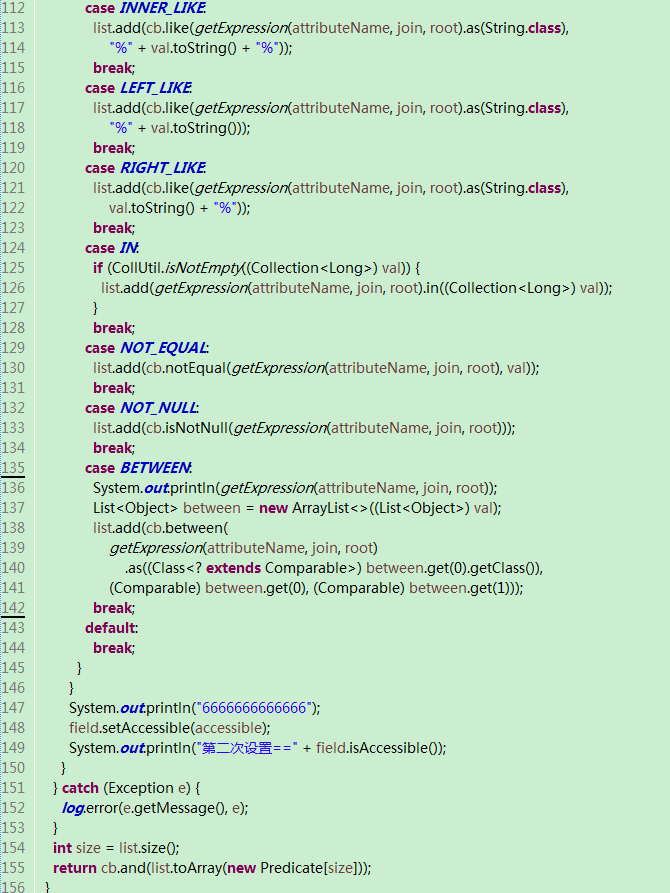 112 case INNER_LIKE:
113 list.add(cb.like(getExpression(attributeName, join, root).as(String.class),
114 "%" + val.toString() + "%"));
115 break;
116 case LEFT_LIKE:
117 list.add(cb.like(getExpression(attributeName, join, root).as(String.class),
118 "%" + val.toString()));
119 break;
120 case RIGHT_LIKE:
121 list.add(cb.like(getExpression(attributeName, join, root).as(String.class),
122 val.toString() + "%"));
123 break;
124 case IN:
125 if (CollUtil.isNotEmpty((Collection<Long>) val)) {
126 list.add(getExpression(attributeName, join, root).in((Collection<Long>) val));
127 }
128 break;
129 case NOT_EQUAL:
130 list.add(cb.notEqual(getExpression(attributeName, join, root), val));
131 break;
132 case NOT_NULL:
133 list.add(cb.isNotNull(getExpression(attributeName, join, root)));
134 break;
135 case BETWEEN:
136 System.out.println(getExpression(attributeName, join, root));
137 List<Object> between = new ArrayList<>((List<Object>) val);
138 list.add(cb.between(
139 getExpression(attributeName, join, root)
140 .as((Class<? extends Comparable>) between.get(0).getClass()),
141 (Comparable) between.get(0), (Comparable) between.get(1)));
142 break;
143 default:
144 break;
145 }
146 }
147 System.out.println("6666666666666");
148 field.setAccessible(accessible);
149 System.out.println("第二次设置==" + field.isAccessible());
150 }
151 } catch (Exception e) {
152 log.error(e.getMessage(), e);
153 }
154 int size = list.size();
155 return cb.and(list.toArray(new Predicate[size]));
156 }